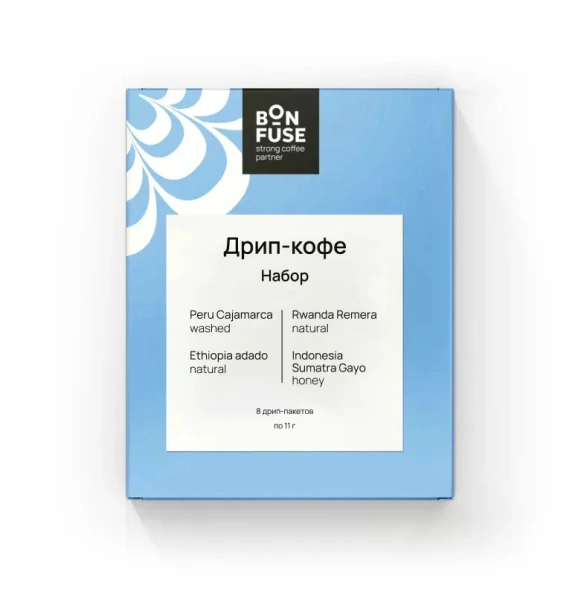 BON
FUSE
strong coffee
partner
Дрип-кофе
Набор
Peru Cajamarca
washed
Ethiopia adado
natural
Rwanda Remera
natural
Indonesia
Sumatra Gayo
honey
8 дрип-пакетов
по 11 г